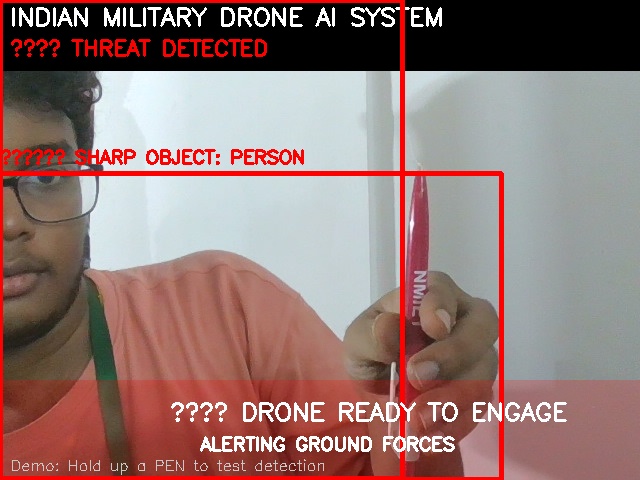 INDIAN MILITARY DRONE AI SYSTEM
???? THREAT DETECTED
?????? SHARP OBJECT: PERSON
???? DRONE READY TO ENGAGE
ALERTING GROUND FORCES
Demo: Hold up a PEN to test detection